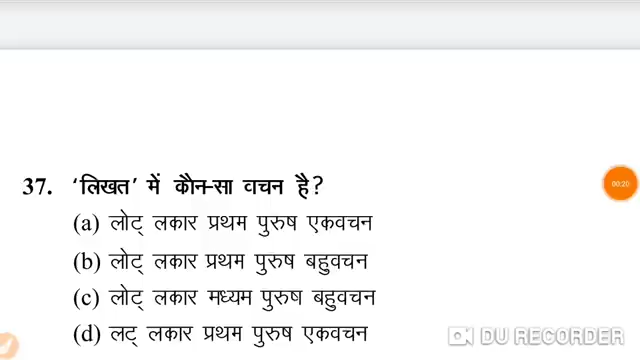 37. 'लिखत' में कौन-सा वचन है?
(a) लोट् लकार प्रथम पुरुष एकवचन
(b) लोट् लकार प्रथम पुरुष बहुवचन
(c) लोट् लकार मध्यम पुरुष बहुवचन
(d) लट् लकार प्रथम पुरुष एकवचन
00:20
DU RECORDER